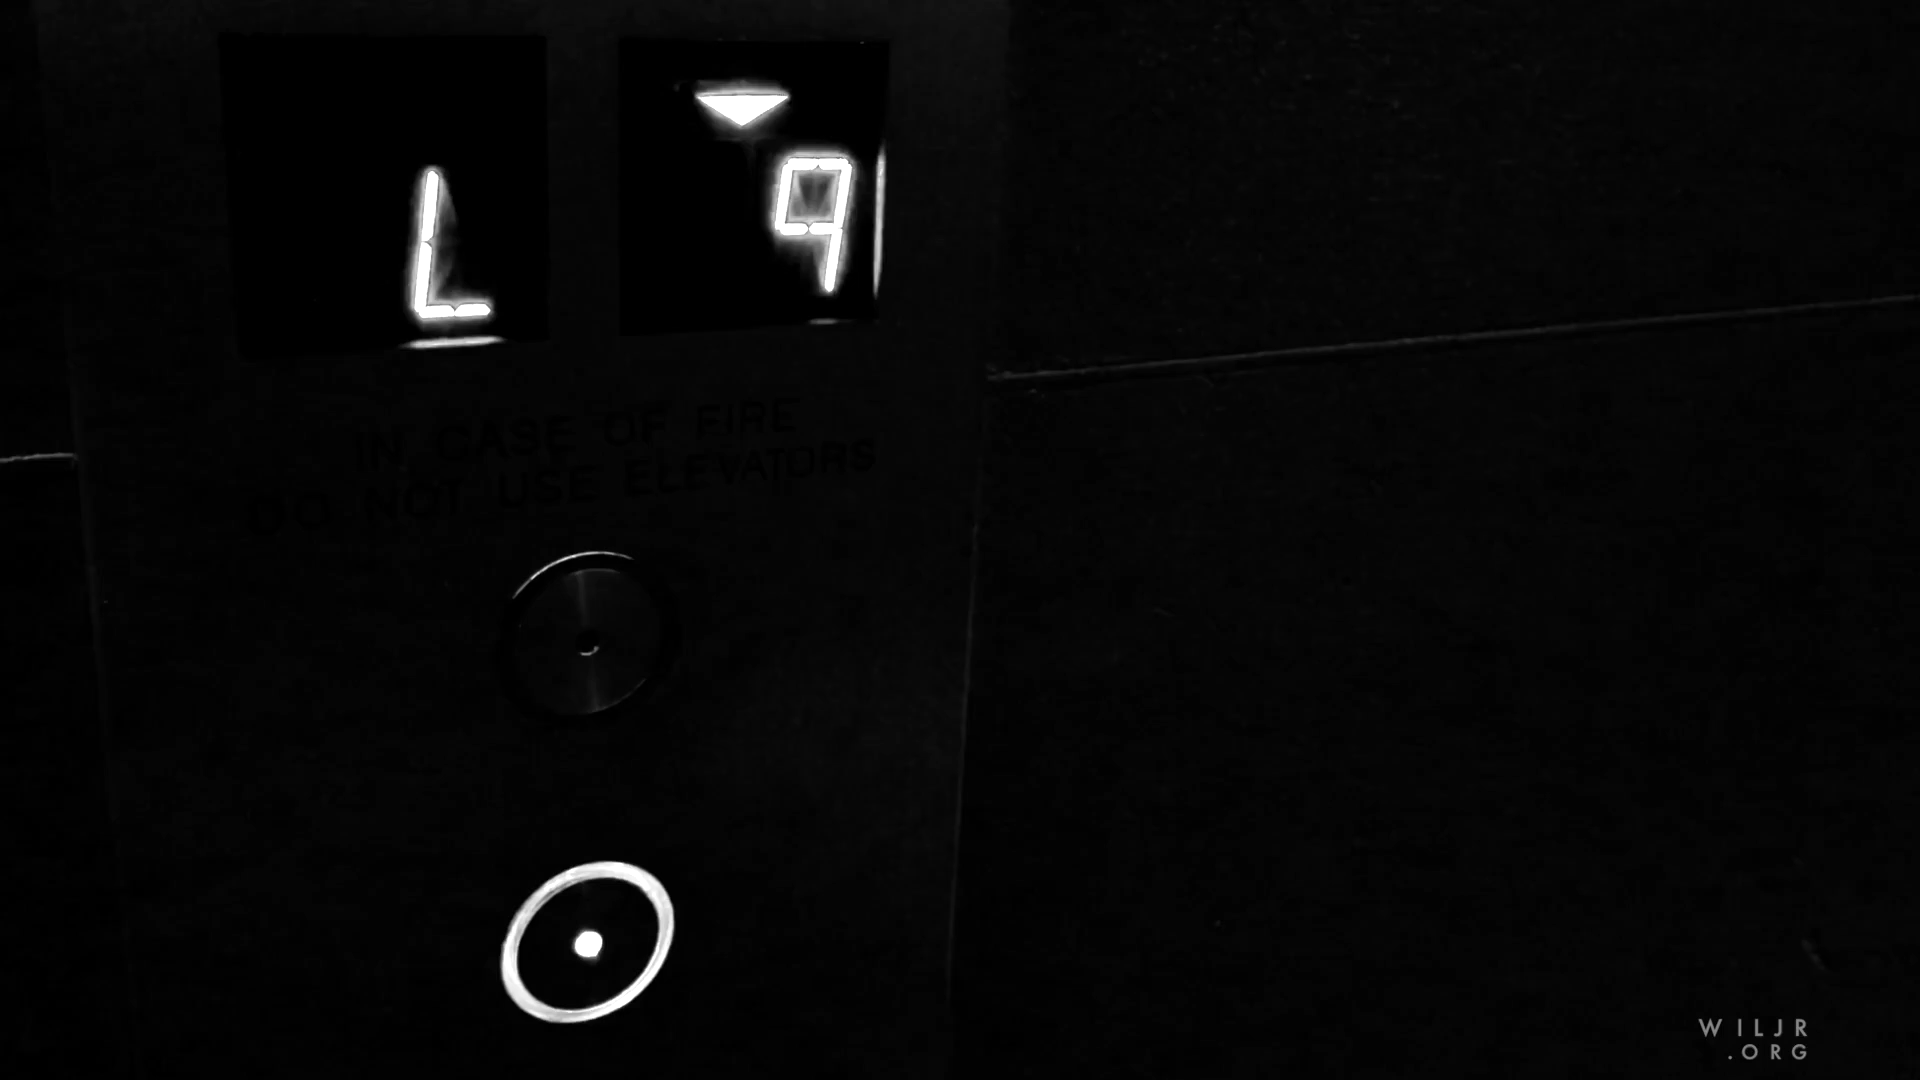 L 9
IN CASE OF FIRE
DO NOT USE ELEVATORS
WILJR
.ORG